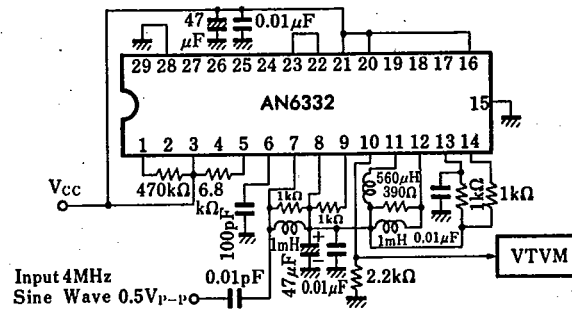 47 μF
0.01μF
29 28 27 26 25 24 23 22 21 20 19 18 17 16
AN6332
15
1 2 3 4 5 6 7 8 9 10 11 12 13 14
470kΩ
6.8 kΩ
VCC
100pF
1kΩ
1kΩ
1mH
+
−
47μF
0.01μF
560μH
390Ω
1mH
0.01μF
1kΩ
1kΩ
2.2kΩ
VTVM
0.01pF
Input 4MHz
Sine Wave 0.5VP-P